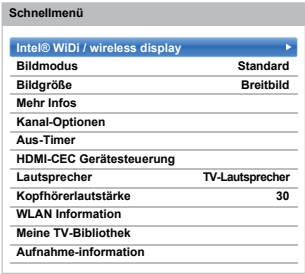 Schnellmenü
Intel® WiDi / wireless display
Bildmodus Standard
Bildgröße Breitbild
Mehr Infos
Kanal-Optionen
Aus-Timer
HDMI-CEC Gerätesteuerung
Lautsprecher TV-Lautsprecher
Kopfhörerlautstärke 30
WLAN Information
Meine TV-Bibliothek
Aufnahme-information